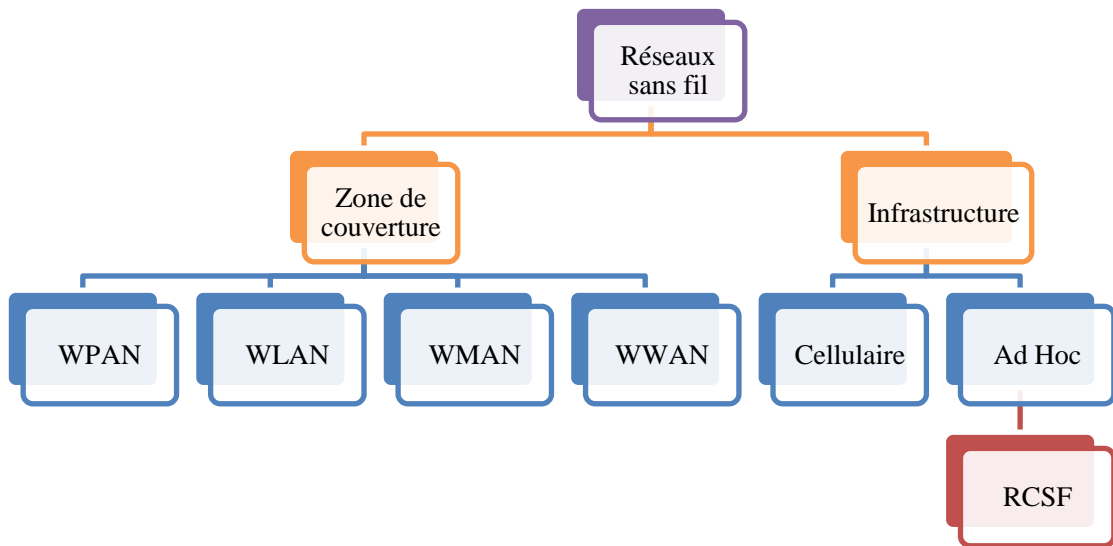 Réseaux
sans fil
Zone de
couverture
Infrastructure
WPAN
WLAN
WMAN
WWAN
Cellulaire
Ad Hoc
RCSF